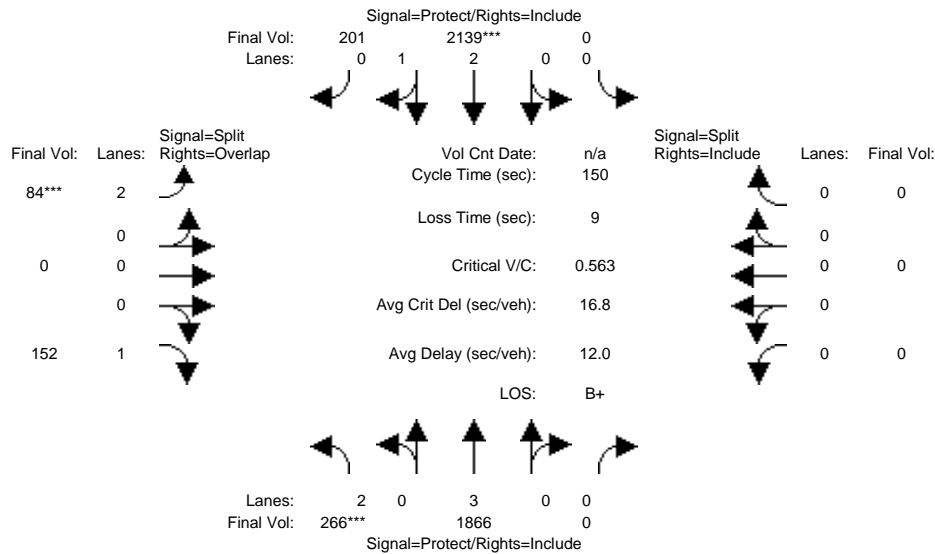 Signal=Protect/Rights=Include
Final Vol: 201 2139*** 0
Lanes: 0 1 2 0 0
Signal=Split
Final Vol: Lanes: Rights=Overlap
Vol Cnt Date: n/a
Signal=Split
Rights=Include Lanes: Final Vol:
Cycle Time (sec): 150
84*** 2
0 0
Loss Time (sec): 9
0
0
0 0
Critical V/C: 0.563
0 0
0
Avg Crit Del (sec/veh): 16.8
0
152 1
Avg Delay (sec/veh): 12.0
0 0
LOS: B+
Lanes: 2 0 3 0 0
Final Vol: 266*** 1866 0
Signal=Protect/Rights=Include